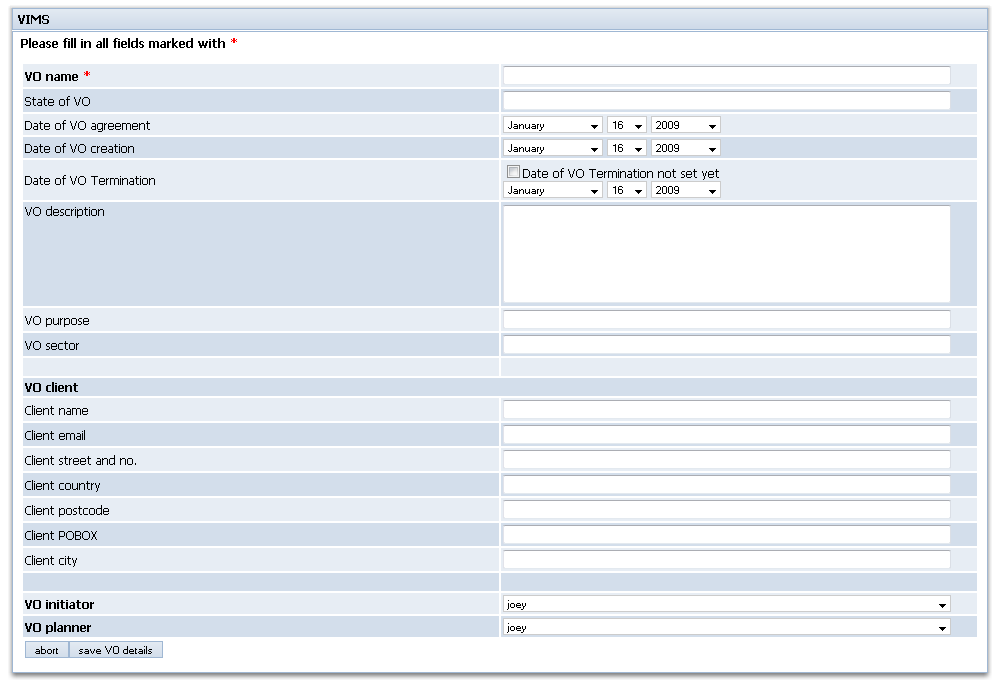 VIMS
Please fill in all fields marked with *
VO name *
State of VO
Date of VO agreement January 16 2009
Date of VO creation January 16 2009
Date of VO Termination Date of VO Termination not set yet
January 16 2009
VO description
VO purpose
VO sector
VO client
Client name
Client email
Client street and no.
Client country
Client postcode
Client POBOX
Client city
VO initiator joey
VO planner joey
abort save VO details